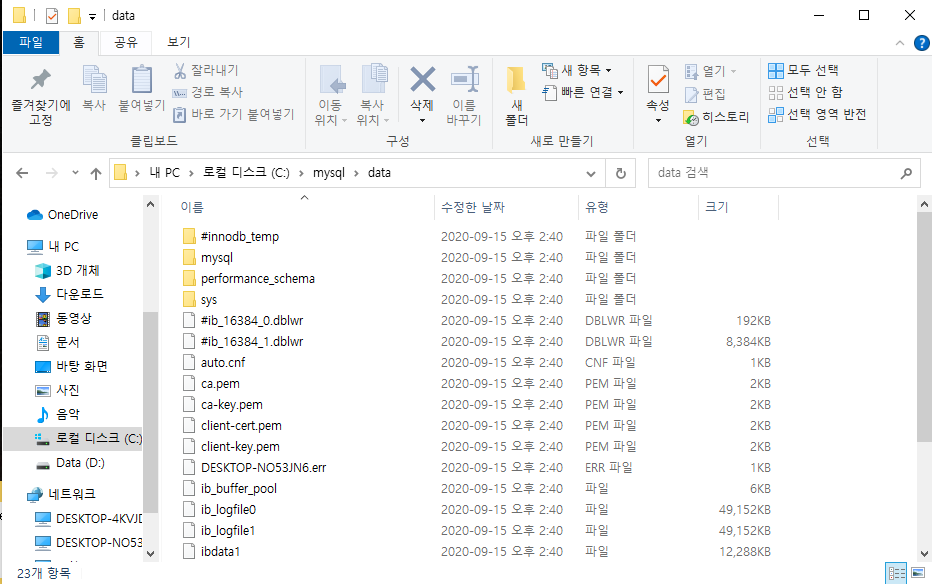 data
파일 홈 공유 보기
즐겨찾기에 고정
복사
붙여넣기
잘라내기
경로 복사
바로 가기 붙여넣기
클립보드
이동 위치
복사 위치
삭제
이름 바꾸기
구성
새 폴더
새 항목
빠른 연결
새로 만들기
속성
열기
편집
히스토리
열기
모두 선택
선택 안 함
선택 영역 반전
선택
내 PC > 로컬 디스크 (C:) > mysql > data
data 검색
OneDrive
내 PC
3D 개체
다운로드
동영상
문서
바탕 화면
사진
음악
로컬 디스크 (C:)
Data (D:)
네트워크
DESKTOP-4KVJD
DESKTOP-NO53
이름 수정한 날짜 유형 크기
#innodb_temp 2020-09-15 오후 2:40 파일 폴더
mysql 2020-09-15 오후 2:40 파일 폴더
performance_schema 2020-09-15 오후 2:40 파일 폴더
sys 2020-09-15 오후 2:40 파일 폴더
#ib_16384_0.dblwr 2020-09-15 오후 2:40 DBLWR 파일 192KB
#ib_16384_1.dblwr 2020-09-15 오후 2:40 DBLWR 파일 8,384KB
auto.cnf 2020-09-15 오후 2:40 CNF 파일 1KB
ca.pem 2020-09-15 오후 2:40 PEM 파일 2KB
ca-key.pem 2020-09-15 오후 2:40 PEM 파일 2KB
client-cert.pem 2020-09-15 오후 2:40 PEM 파일 2KB
client-key.pem 2020-09-15 오후 2:40 PEM 파일 2KB
DESKTOP-NO53JN6.err 2020-09-15 오후 2:40 ERR 파일 1KB
ib_buffer_pool 2020-09-15 오후 2:40 파일 6KB
ib_logfile0 2020-09-15 오후 2:40 파일 49,152KB
ib_logfile1 2020-09-15 오후 2:40 파일 49,152KB
ibdata1 2020-09-15 오후 2:40 파일 12,288KB
23개 항목